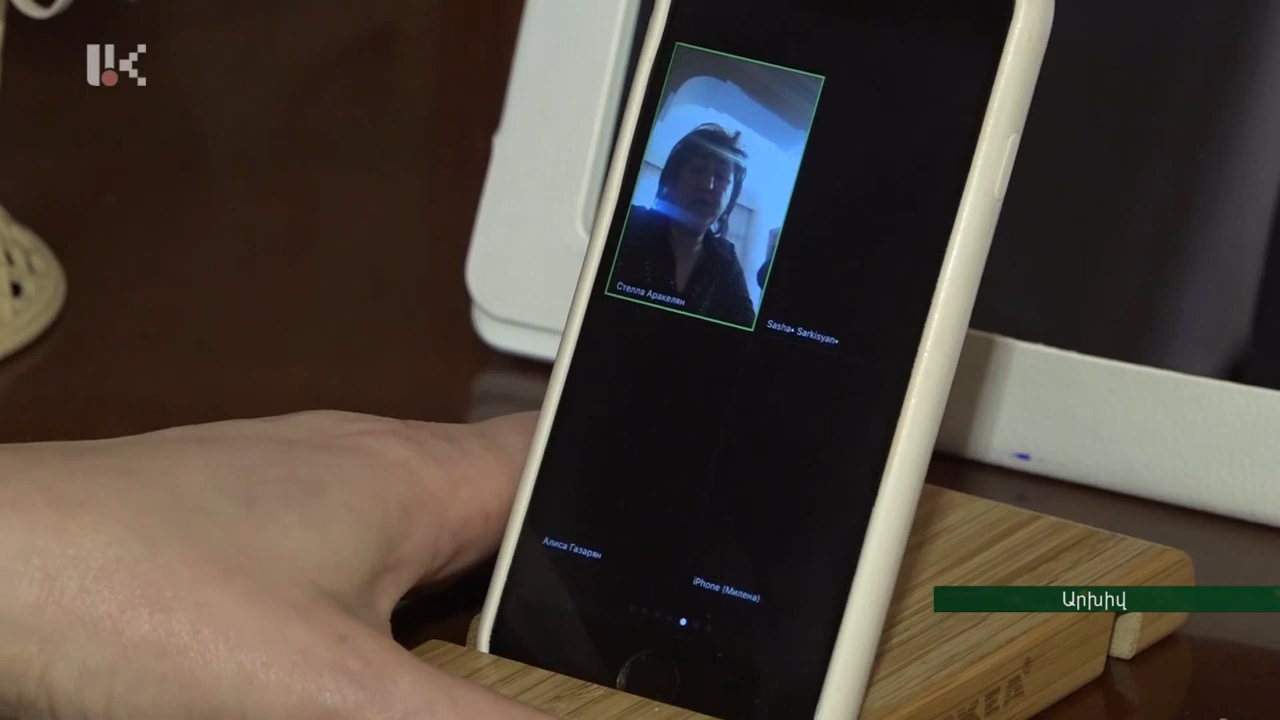 Стелла Аракелян
Sasha• Sarkisyan•
Алиса Газарян
iPhone (Милена)
Արխիվ